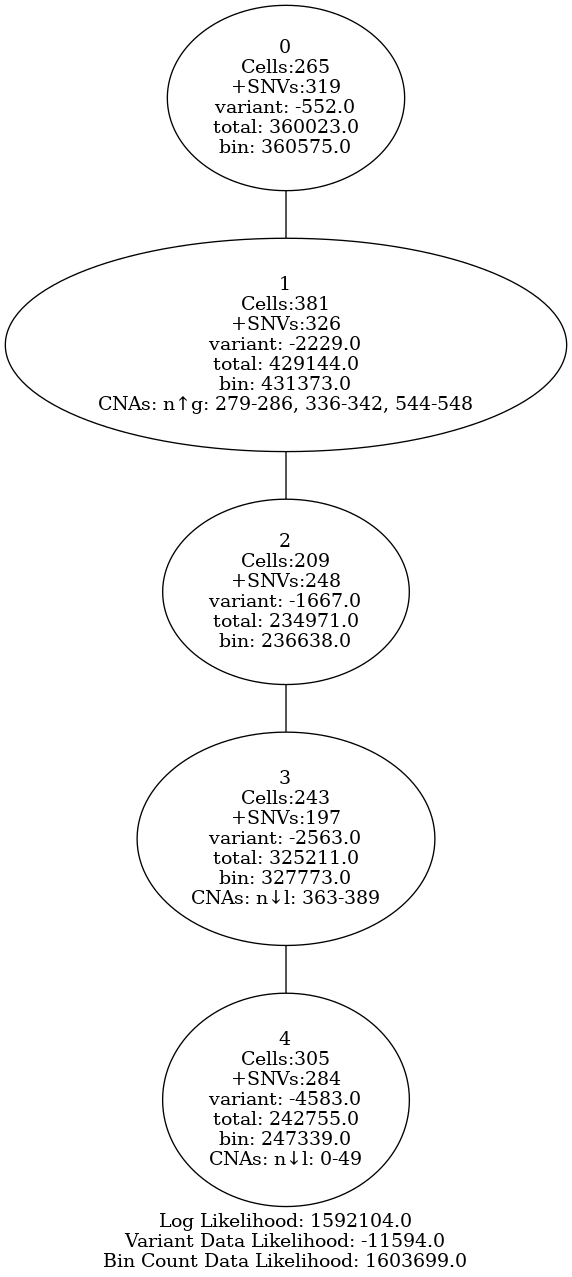 0
Cells:265
+SNVs:319
variant: -552.0
total: 360023.0
bin: 360575.0
1
Cells:381
+SNVs:326
variant: -2229.0
total: 429144.0
bin: 431373.0
CNAs: n↑g: 279-286, 336-342, 544-548
2
Cells:209
+SNVs:248
variant: -1667.0
total: 234971.0
bin: 236638.0
3
Cells:243
+SNVs:197
variant: -2563.0
total: 325211.0
bin: 327773.0
CNAs: n↓l: 363-389
4
Cells:305
+SNVs:284
variant: -4583.0
total: 242755.0
bin: 247339.0
CNAs: n↓l: 0-49
Log Likelihood: 1592104.0
Variant Data Likelihood: -11594.0
Bin Count Data Likelihood: 1603699.0